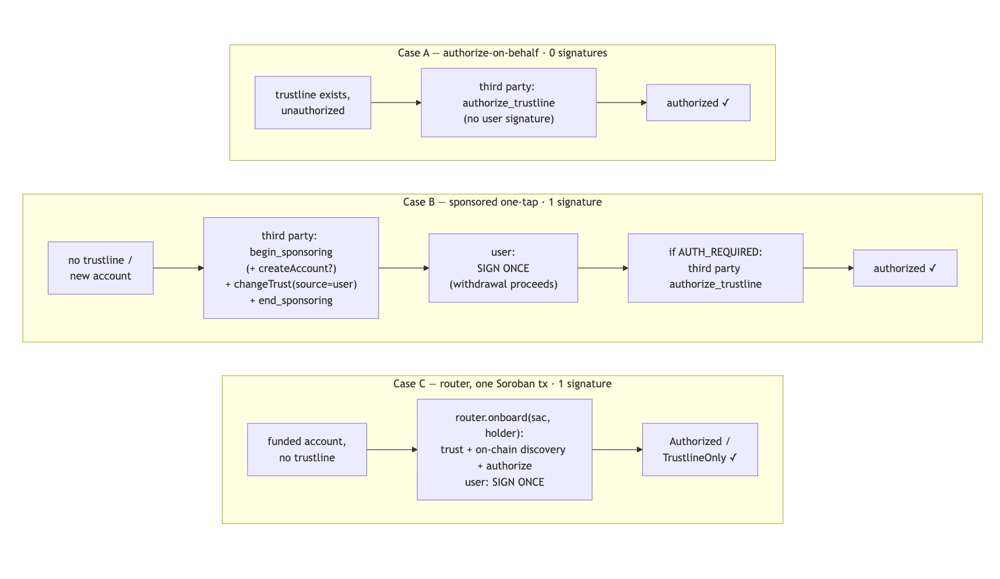 Case A — authorize-on-behalf · 0 signatures
trustline exists,
unauthorized
third party:
authorize_trustline
(no user signature)
authorized ✓
Case B — sponsored one-tap · 1 signature
no trustline /
new account
third party:
begin_sponsoring
(+ createAccount?)
+ changeTrust(source=user)
+ end_sponsoring
user:
SIGN ONCE
(withdrawal proceeds)
if AUTH_REQUIRED:
third party
authorize_trustline
authorized ✓
Case C — router, one Soroban tx · 1 signature
funded account,
no trustline
router.onboard(sac,
holder):
trust + on-chain discovery
+ authorize
user: SIGN ONCE
Authorized /
TrustlineOnly ✓